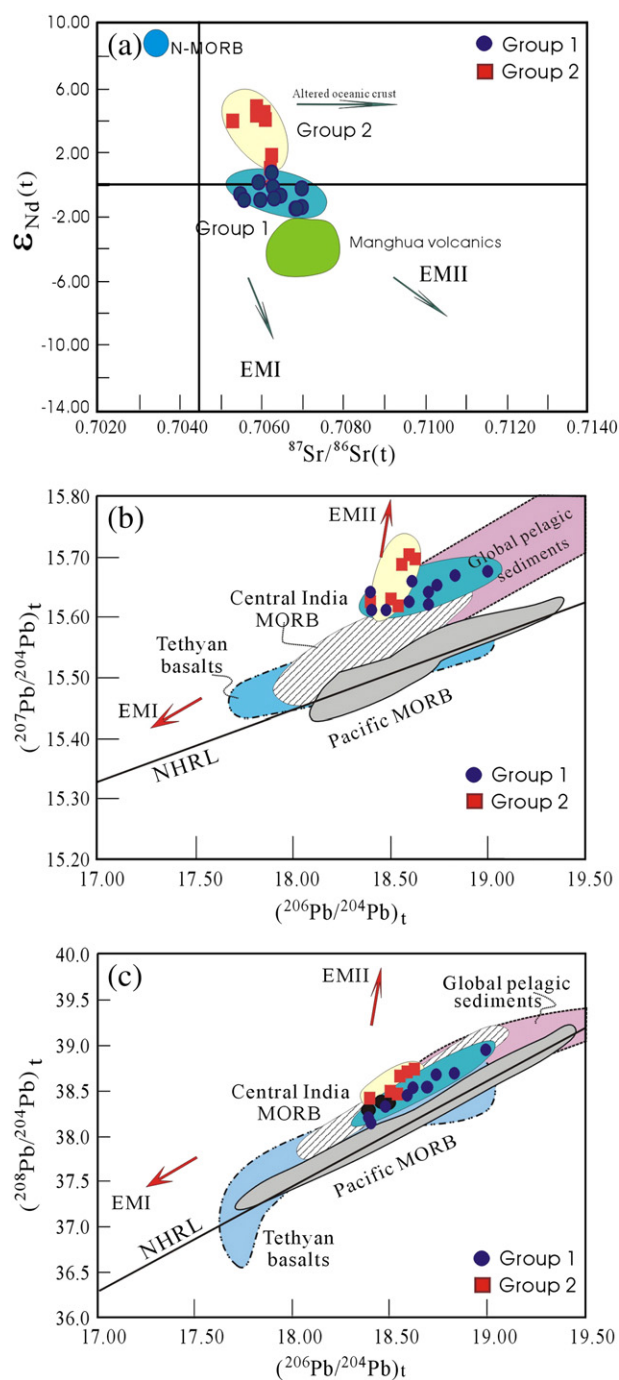 (a)
N-MORB
Group 1
Group 2
Altered oceanic crust
Group 2
Group 1
Manghua volcanics
EMII
EMI
10.00
6.00
2.00
-2.00
-6.00
-10.00
-14.00
εNd(t)
0.7020 0.7040 0.7060 0.7080 0.7100 0.7120 0.7140
⁸⁷Sr/⁸⁶Sr(t)
(b)
EMII
Global pelagic
sediments
Central India
MORB
Tethyan
basalts
EMI
NHRL
Pacific MORB
Group 1
Group 2
15.80
15.70
15.60
15.50
15.40
15.30
15.20
(²⁰⁷Pb/²⁰⁴Pb)t
17.00 17.50 18.00 18.50 19.00 19.50
(²⁰⁶Pb/²⁰⁴Pb)t
(c)
EMII
Global pelagic
sediments
Central India
MORB
EMI
NHRL
Pacific MORB
Tethyan
basalts
Group 1
Group 2
40.0
39.5
39.0
38.5
38.0
37.5
37.0
36.5
36.0
(²⁰⁸Pb/²⁰⁴Pb)t
17.00 17.50 18.00 18.50 19.00 19.50
(²⁰⁶Pb/²⁰⁴Pb)t